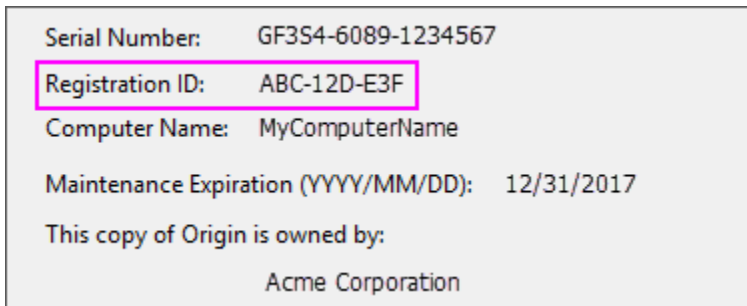 Serial Number: GF3S4-6089-1234567
Registration ID: ABC-12D-E3F
Computer Name: MyComputerName
Maintenance Expiration (YYYY/MM/DD): 12/31/2017
This copy of Origin is owned by:
Acme Corporation